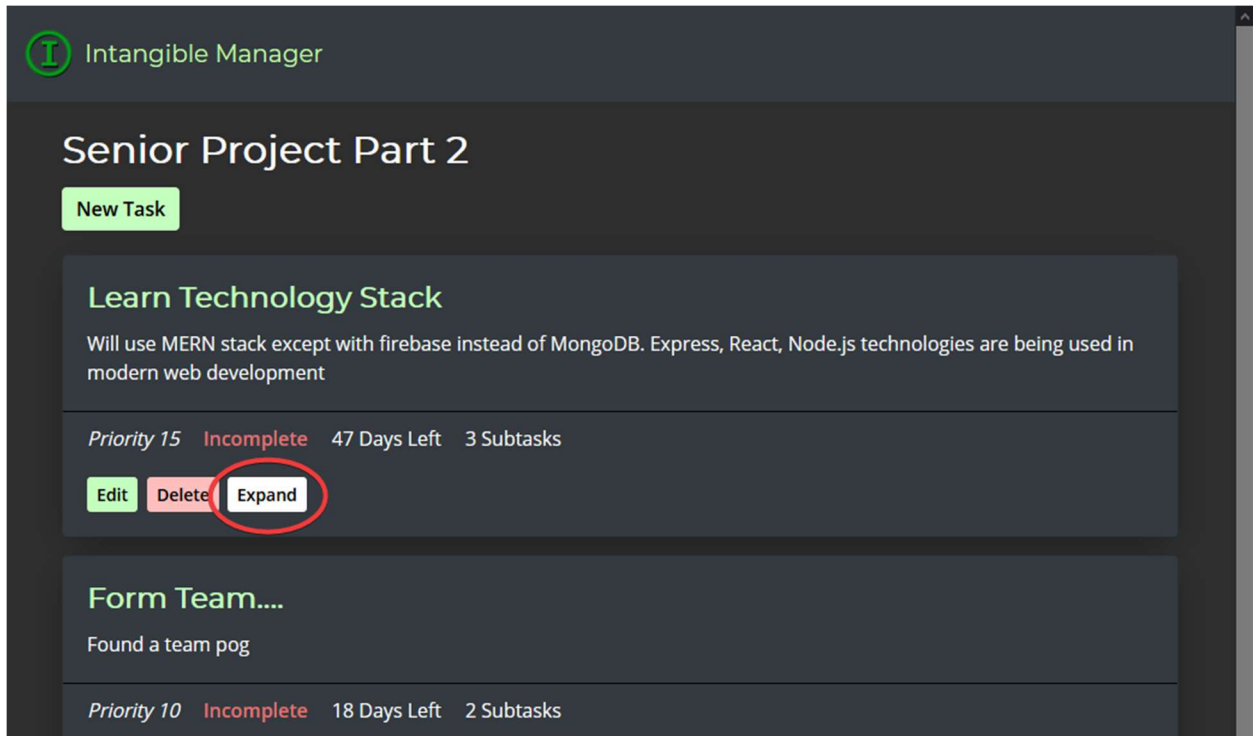 I Intangible Manager
Senior Project Part 2
New Task
Learn Technology Stack
Will use MERN stack except with firebase instead of MongoDB. Express, React, Node.js technologies are being used in
modern web development
Priority 15 Incomplete 47 Days Left 3 Subtasks
Edit Delete Expand
Form Team....
Found a team pog
Priority 10 Incomplete 18 Days Left 2 Subtasks